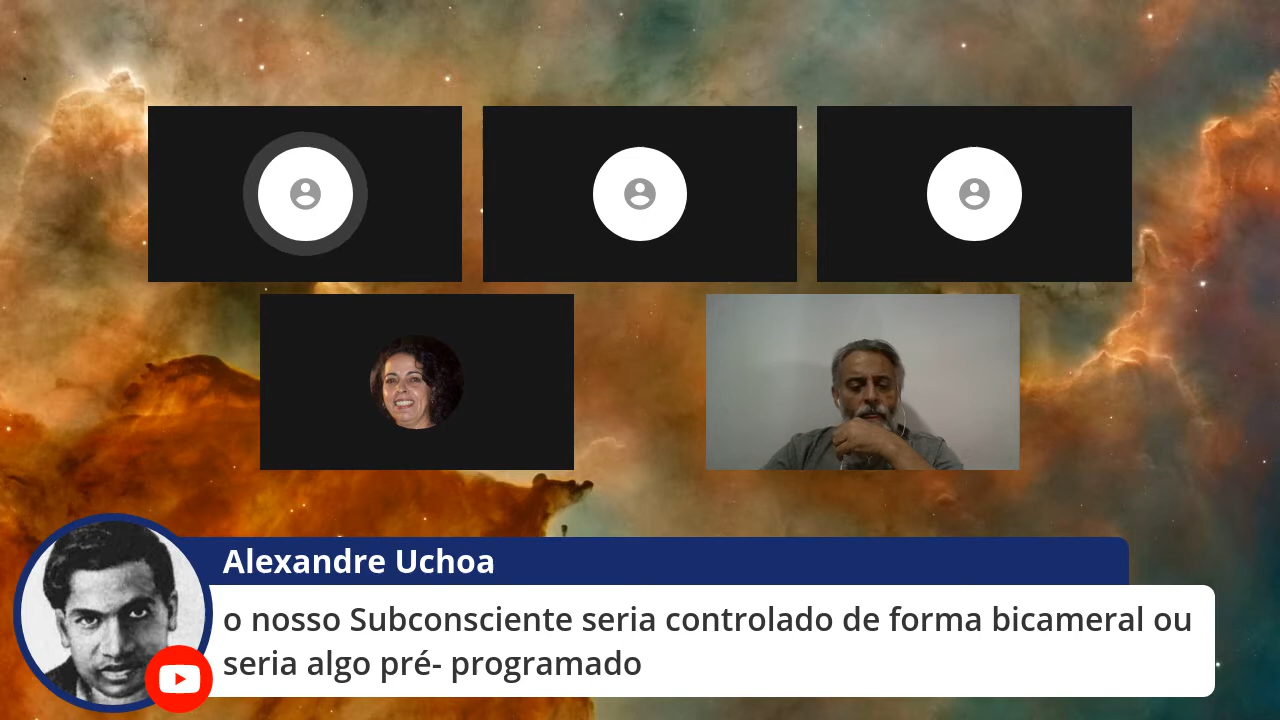 Alexandre Uchoa
o nosso Subconsciente seria controlado de forma bicameral ou
seria algo pré- programado